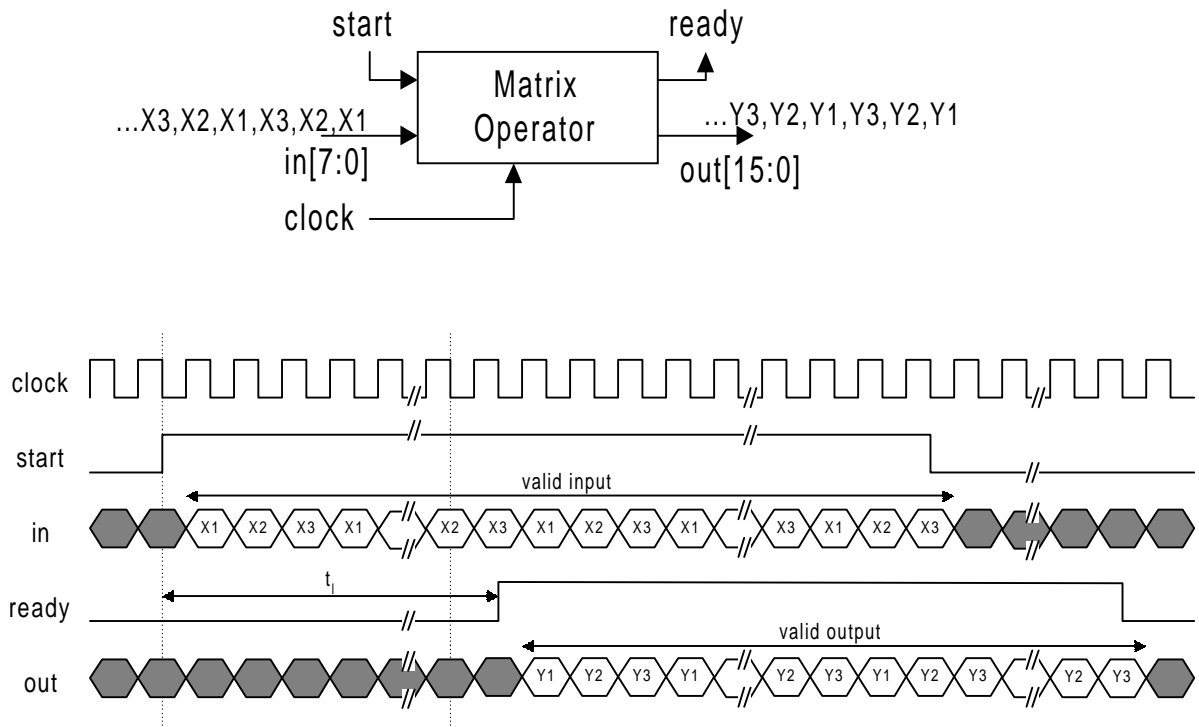 start
ready
Matrix
Operator
...X3,X2,X1,X3,X2,X1
...Y3,Y2,Y1,Y3,Y2,Y1
in[7:0]
out[15:0]
clock
clock // // //
start // // //
valid input
in X1 X2 X3 X1 // X2 X3 X1 X2 X3 X1 // X3 X1 X2 X3 //
tl
ready // // //
valid output
out // Y1 Y2 Y3 Y1 // Y2 Y3 Y1 Y2 Y3 // Y2 Y3